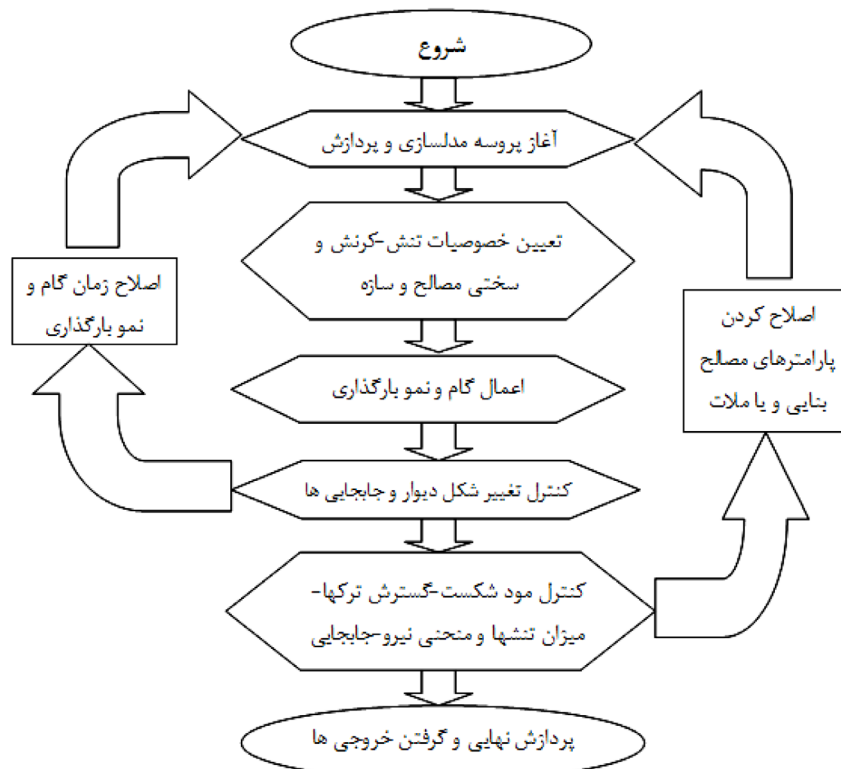 شروع
آغاز پروسه مدلسازی و پردازش
تعیین خصوصیات تنش-کرنش و
سختی مصالح و سازه
اصلاح زمان گام و
نمو بارگذاری
اصلاح کردن
پارامترهای مصالح
بنایی و یا ملات
اعمال گام و نمو بارگذاری
کنترل تغییر شکل دیوار و جابجایی ها
کنترل مود شکست-گسترش ترکها-
میزان تنشها و منحنی نیرو-جابجایی
پردازش نهایی و گرفتن خروجی ها